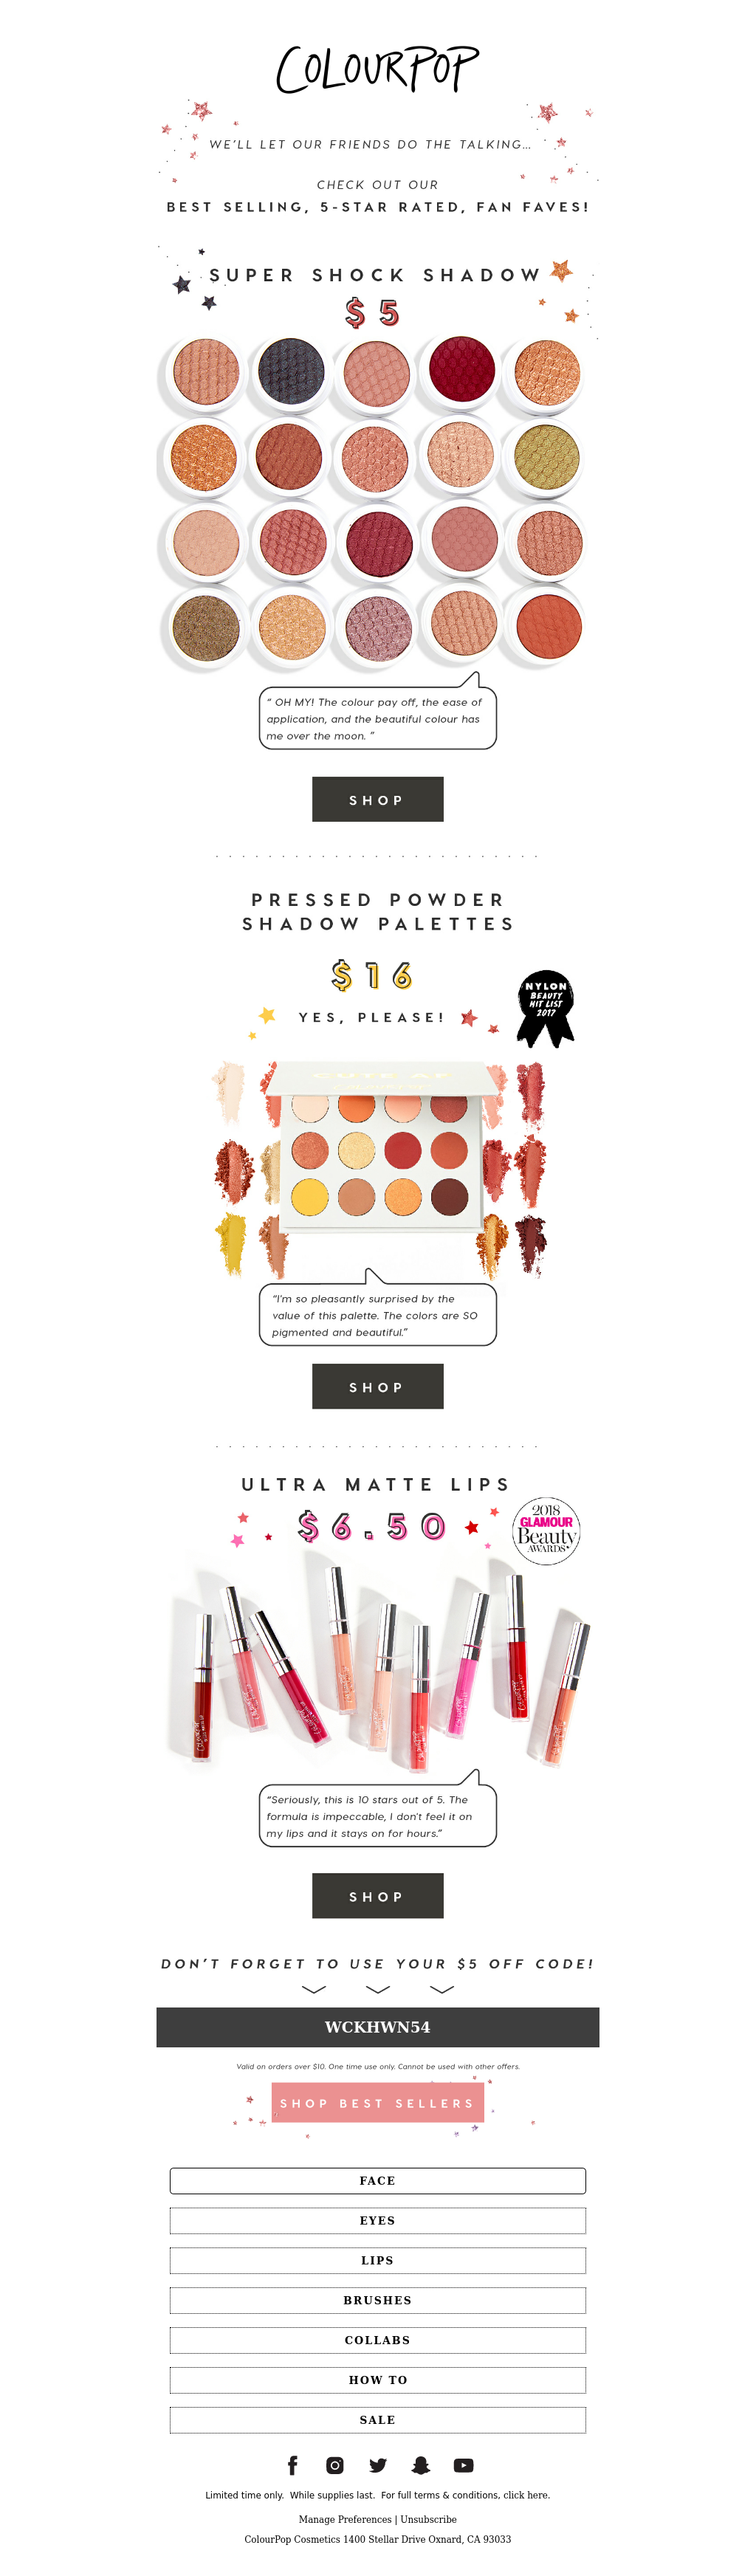 COLOURPOP
WE'LL LET OUR FRIENDS DO THE TALKING...
CHECK OUT OUR
BEST SELLING, 5-STAR RATED, FAN FAVES!
SUPER SHOCK SHADOW
$5
“ OH MY! The colour pay off, the ease of
application, and the beautiful colour has
me over the moon. ”
SHOP
PRESSED POWDER
SHADOW PALETTES
$16
YES, PLEASE!
NYLON
BEAUTY
HIT LIST
2017
CUTE AF
“I'm so pleasantly surprised by the
value of this palette. The colors are SO
pigmented and beautiful.”
SHOP
ULTRA MATTE LIPS
$6.50
2018
GLAMOUR
Beauty
AWARDS
“Seriously, this is 10 stars out of 5. The
formula is impeccable, I don't feel it on
my lips and it stays on for hours.”
SHOP
DON'T FORGET TO USE YOUR $5 OFF CODE!
WCKHWN54
Valid on orders over $10. One time use only. Cannot be used with other offers.
SHOP BEST SELLERS
FACE
EYES
LIPS
BRUSHES
COLLABS
HOW TO
SALE
Limited time only. While supplies last. For full terms & conditions, click here.
Manage Preferences | Unsubscribe
ColourPop Cosmetics 1400 Stellar Drive Oxnard, CA 93033